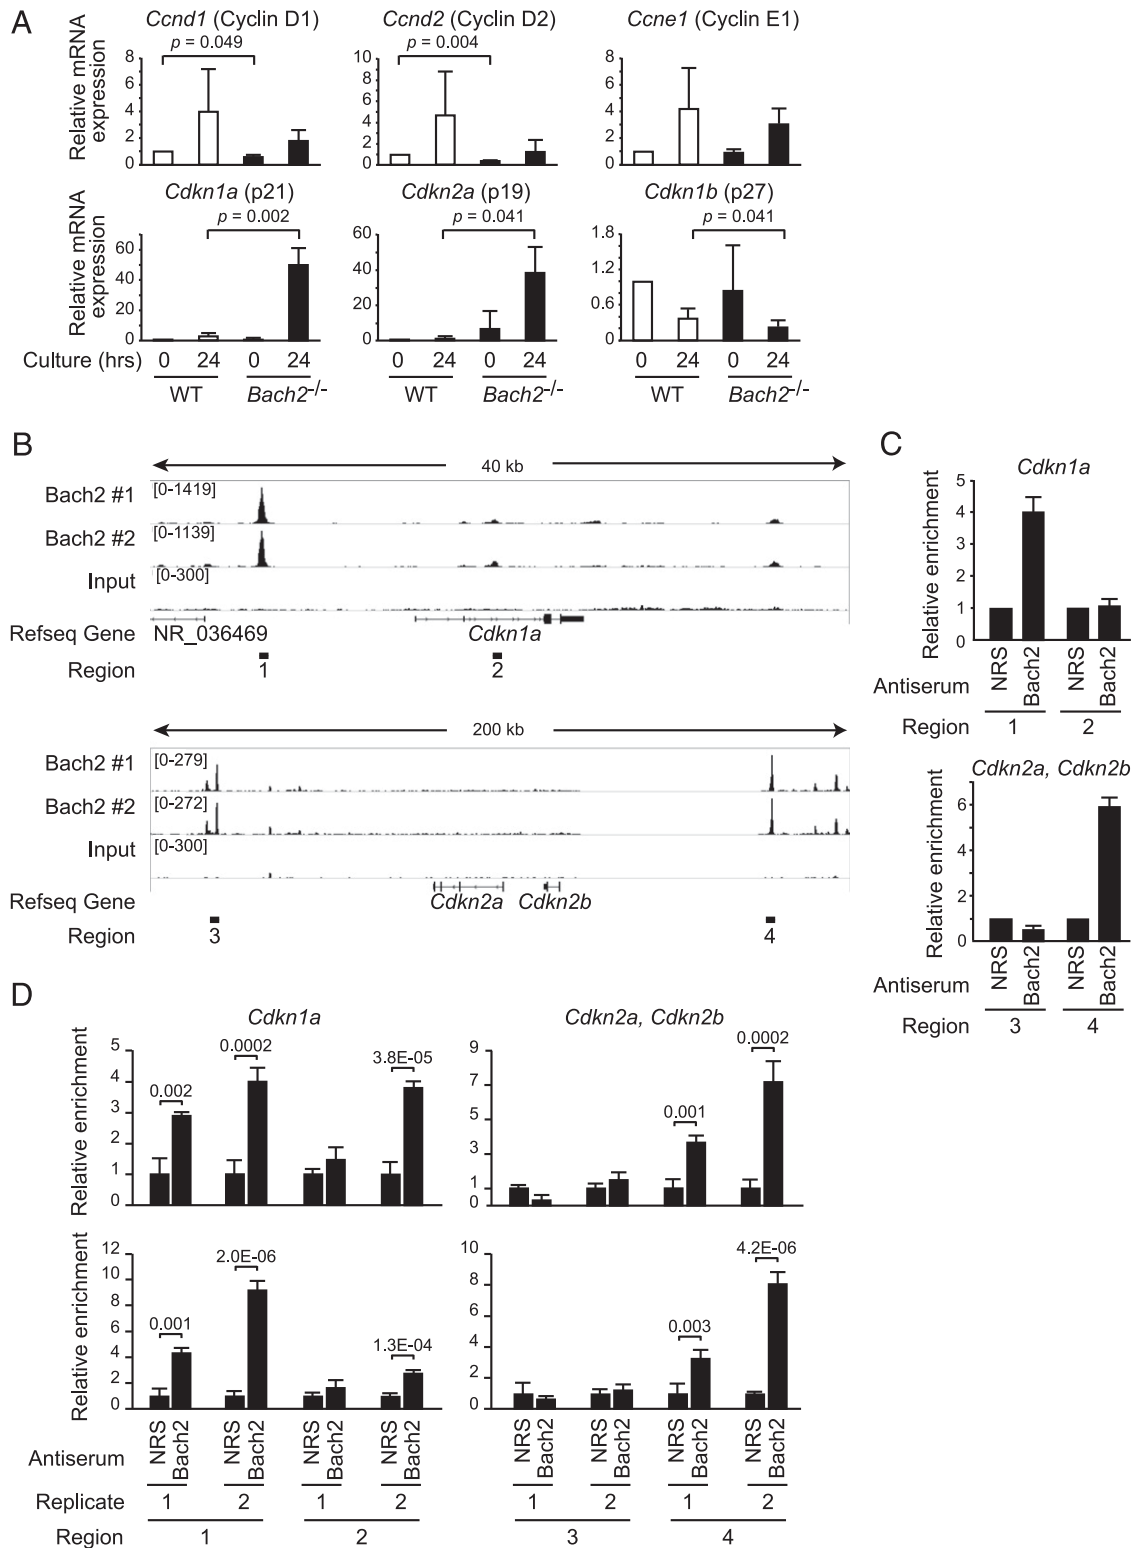 A
Ccnd1 (Cyclin D1)
Ccnd2 (Cyclin D2)
Ccne1 (Cyclin E1)
Relative mRNA
expression
p = 0.049
p = 0.004
8
6
4
2
0
10
8
6
4
2
0
8
6
4
2
0
Cdkn1a (p21)
Cdkn2a (p19)
Cdkn1b (p27)
Relative mRNA
expression
p = 0.002
p = 0.041
p = 0.041
60
40
20
0
60
40
20
0
1.8
1.2
0.6
0
Culture (hrs) 0 24 0 24 0 24 0 24 0 24 0 24
WT Bach2-/- WT Bach2-/- WT Bach2-/-
B
40 kb
Bach2 #1 [0-1419]
Bach2 #2 [0-1139]
Input [0-300]
Refseq Gene NR_036469 Cdkn1a
Region 1 2
200 kb
Bach2 #1 [0-279]
Bach2 #2 [0-272]
Input [0-300]
Refseq Gene Cdkn2a Cdkn2b
Region 3 4
C
Cdkn1a
Relative enrichment
5
4
3
2
1
0
Antiserum NRS Bach2 NRS Bach2
Region 1 2
Cdkn2a, Cdkn2b
Relative enrichment
6
4
2
1
0
Antiserum NRS Bach2 NRS Bach2
Region 3 4
D
Cdkn1a
Cdkn2a, Cdkn2b
Relative enrichment
5
4
3
2
1
0
0.002
0.0002
3.8E-05
9
7
5
3
1
0
0.001
0.0002
Relative enrichment
12
10
8
6
4
2
0
0.001
2.0E-06
1.3E-04
10
8
6
4
2
0
0.003
4.2E-06
Antiserum NRS Bach2 NRS Bach2 NRS Bach2 NRS Bach2 NRS Bach2 NRS Bach2 NRS Bach2 NRS Bach2
Replicate 1 2 1 2 1 2 1 2
Region 1 2 3 4